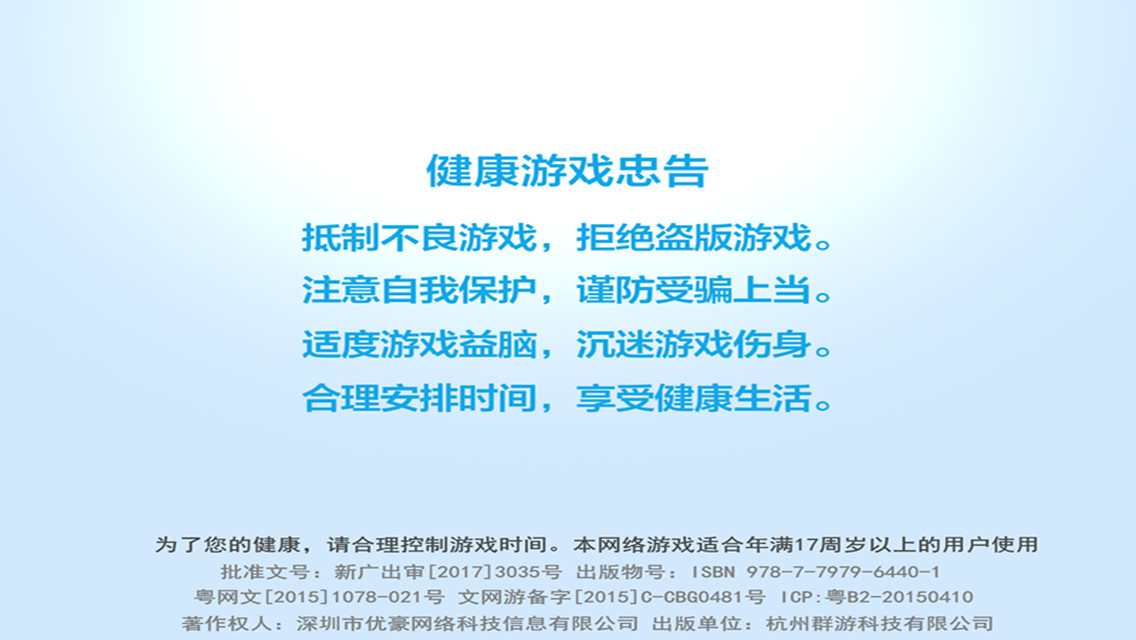 健康游戏忠告
抵制不良游戏，拒绝盗版游戏。
注意自我保护，谨防受骗上当。
适度游戏益脑，沉迷游戏伤身。
合理安排时间，享受健康生活。
为了您的健康，请合理控制游戏时间。本网络游戏适合年满17周岁以上的用户使用
批准文号：新广出审[2017]3035号 出版物号：ISBN 978-7-7979-6440-1
粤网文[2015]1078-021号 文网游备字[2015]C-CBG0481号 ICP:粤B2-20150410
著作权人：深圳市优豪网络科技信息有限公司 出版单位：杭州群游科技有限公司